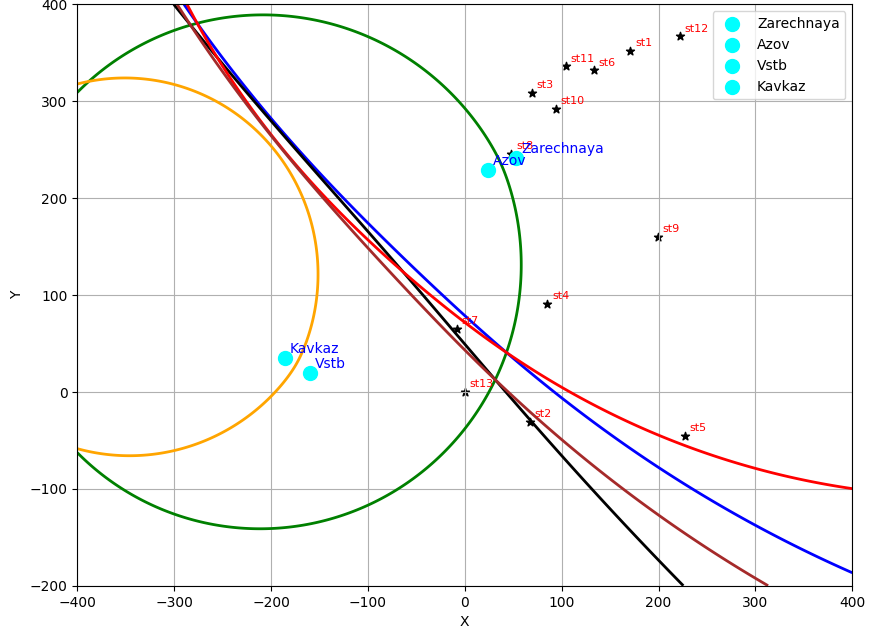 400
300
200
100
0
−100
−200
Y
−400
−300
−200
−100
0
100
200
300
400
X
st12
st1
st11
st6
st3
st10
Zarechnaya
Azov
st9
st4
st7
Kavkaz
Vstb
st13
st2
st5
Zarechnaya
Azov
Vstb
Kavkaz